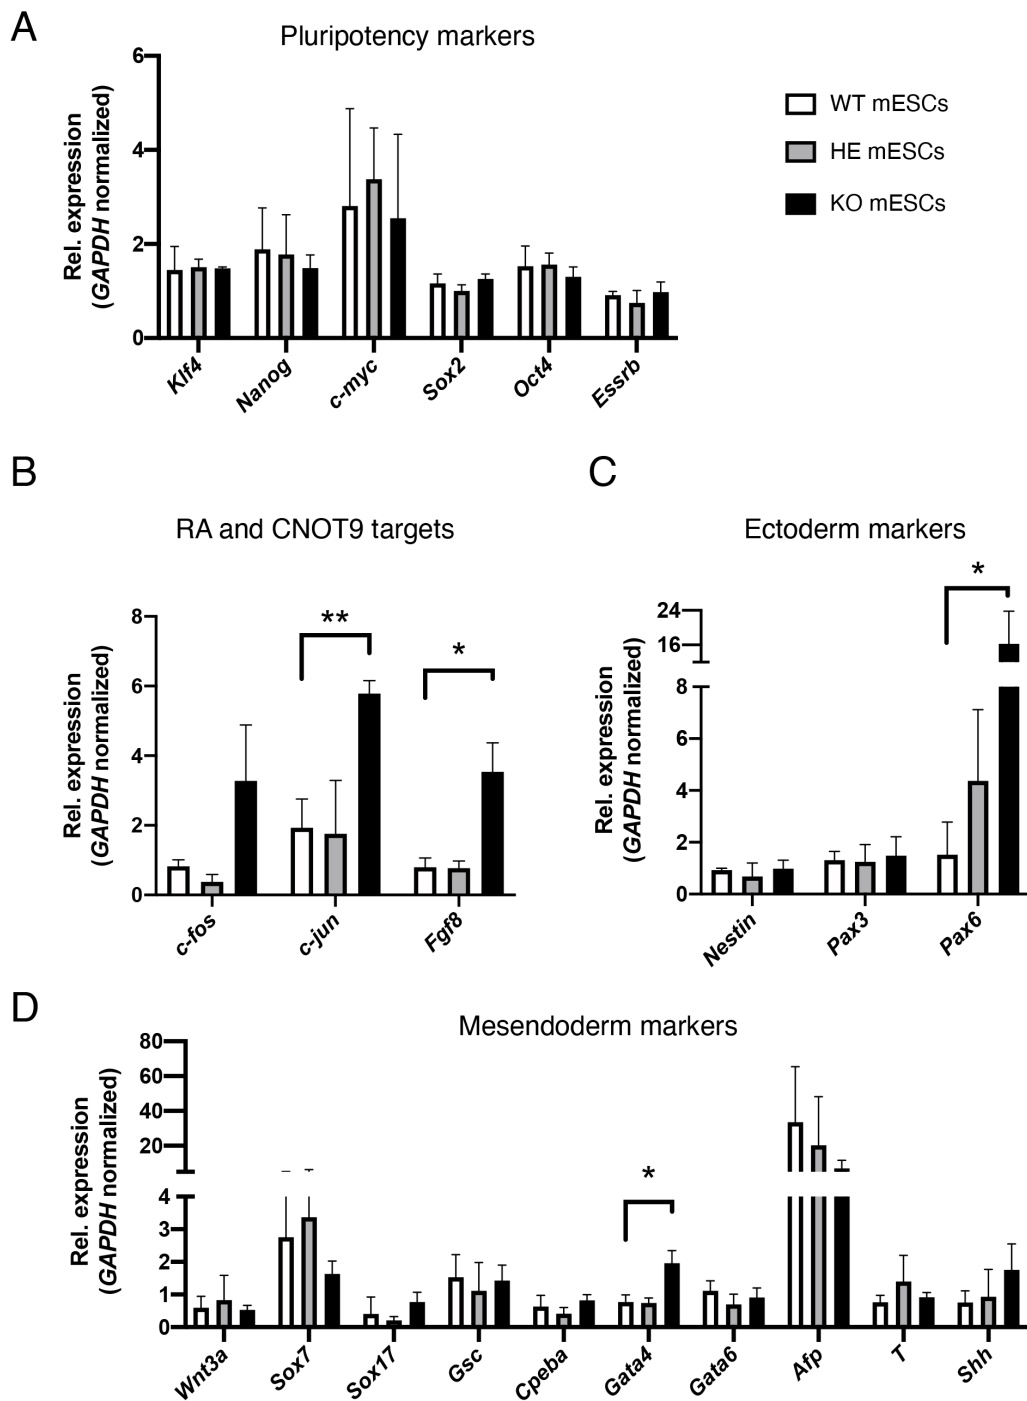 A
Pluripotency markers
Rel. expression
(GAPDH normalized)
6
4
2
0
Klf4
Nanog
c-myc
Sox2
Oct4
Essrb
WT mESCs
HE mESCs
KO mESCs
B
RA and CNOT9 targets
Rel. expression
(GAPDH normalized)
8
6
4
2
0
**
*
c-fos
c-jun
Fgf8
C
Ectoderm markers
Rel. expression
(GAPDH normalized)
24
16
8
6
4
2
0
*
Nestin
Pax3
Pax6
D
Mesendoderm markers
Rel. expression
(GAPDH normalized)
80
60
40
20
4
3
2
1
0
*
Wnt3a
Sox7
Sox17
Gsc
Cpeba
Gata4
Gata6
Afp
T
Shh